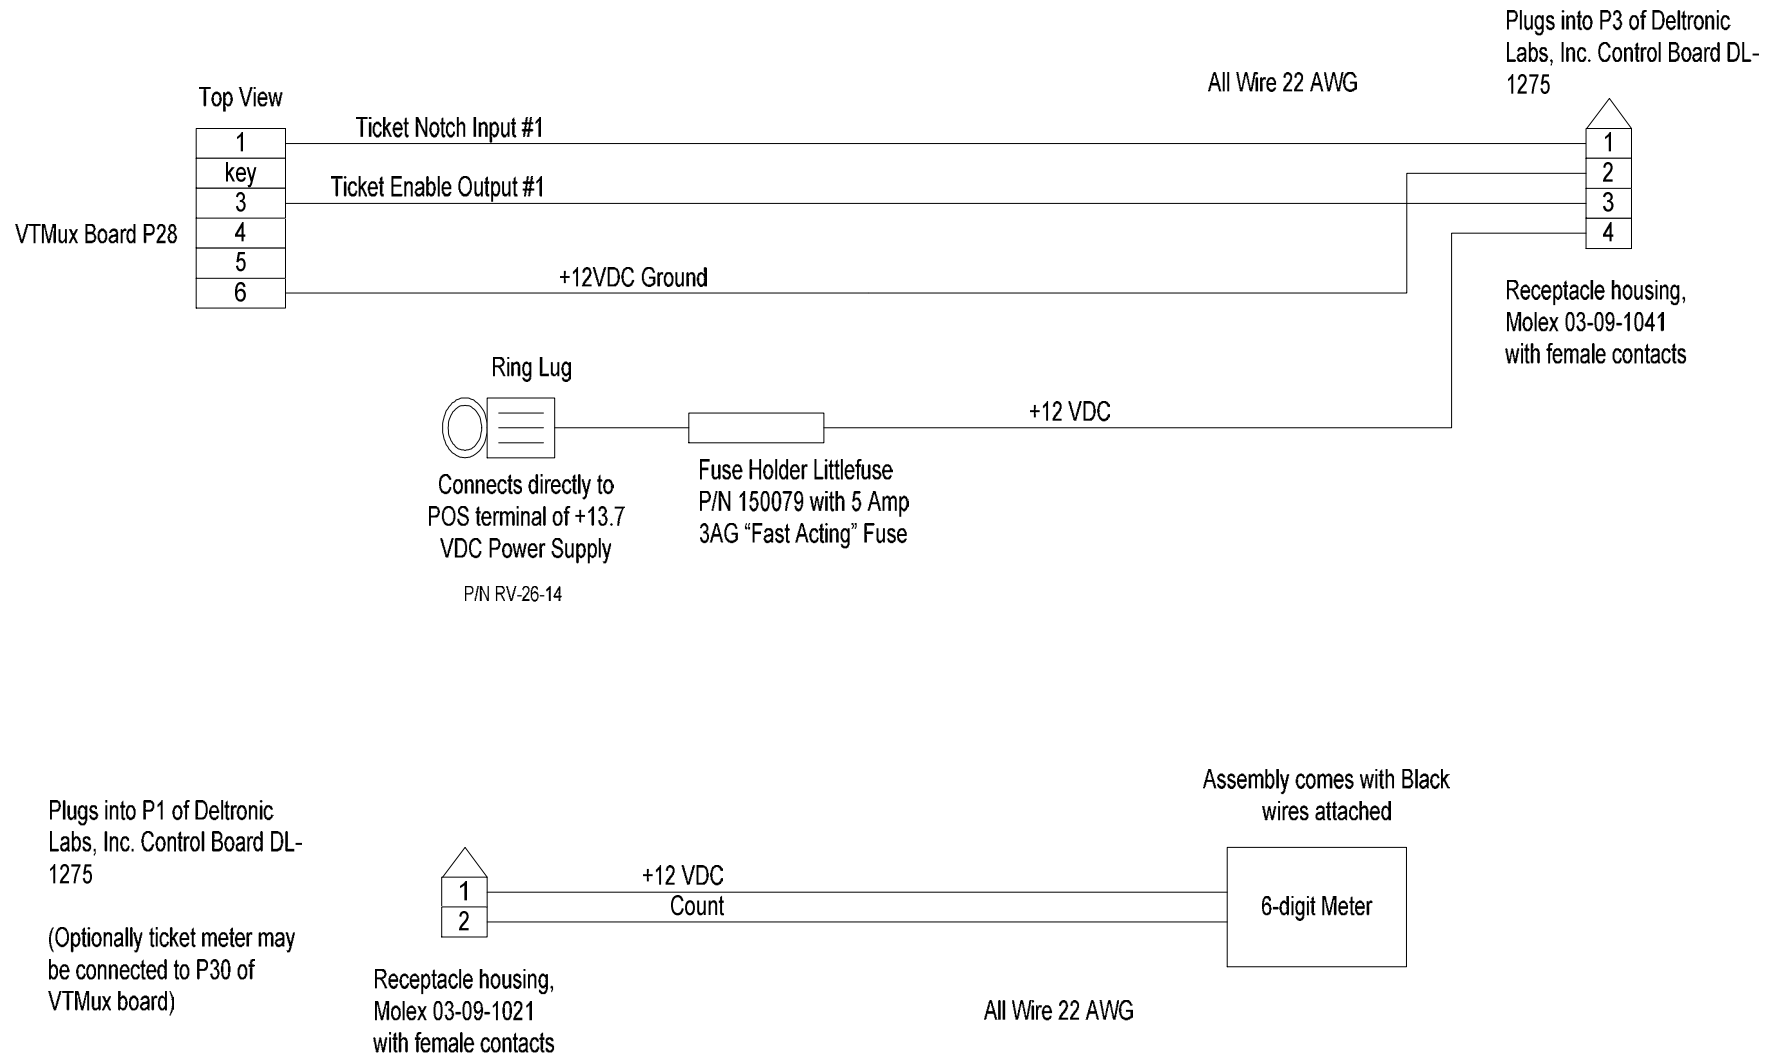 Plugs into P3 of Deltronic
Labs, Inc. Control Board DL-
1275
All Wire 22 AWG
Top View
1
key
3
4
5
6
VTMux Board P28
Ticket Notch Input #1
Ticket Enable Output #1
+12VDC Ground
1
2
3
4
Receptacle housing,
Molex 03-09-1041
with female contacts
Ring Lug
+12 VDC
Connects directly to
POS terminal of +13.7
VDC Power Supply
P/N RV-26-14
Fuse Holder Littlefuse
P/N 150079 with 5 Amp
3AG “Fast Acting” Fuse
Assembly comes with Black
wires attached
Plugs into P1 of Deltronic
Labs, Inc. Control Board DL-
1275
(Optionally ticket meter may
be connected to P30 of
VTMux board)
1
2
+12 VDC
Count
6-digit Meter
Receptacle housing,
Molex 03-09-1021
with female contacts
All Wire 22 AWG